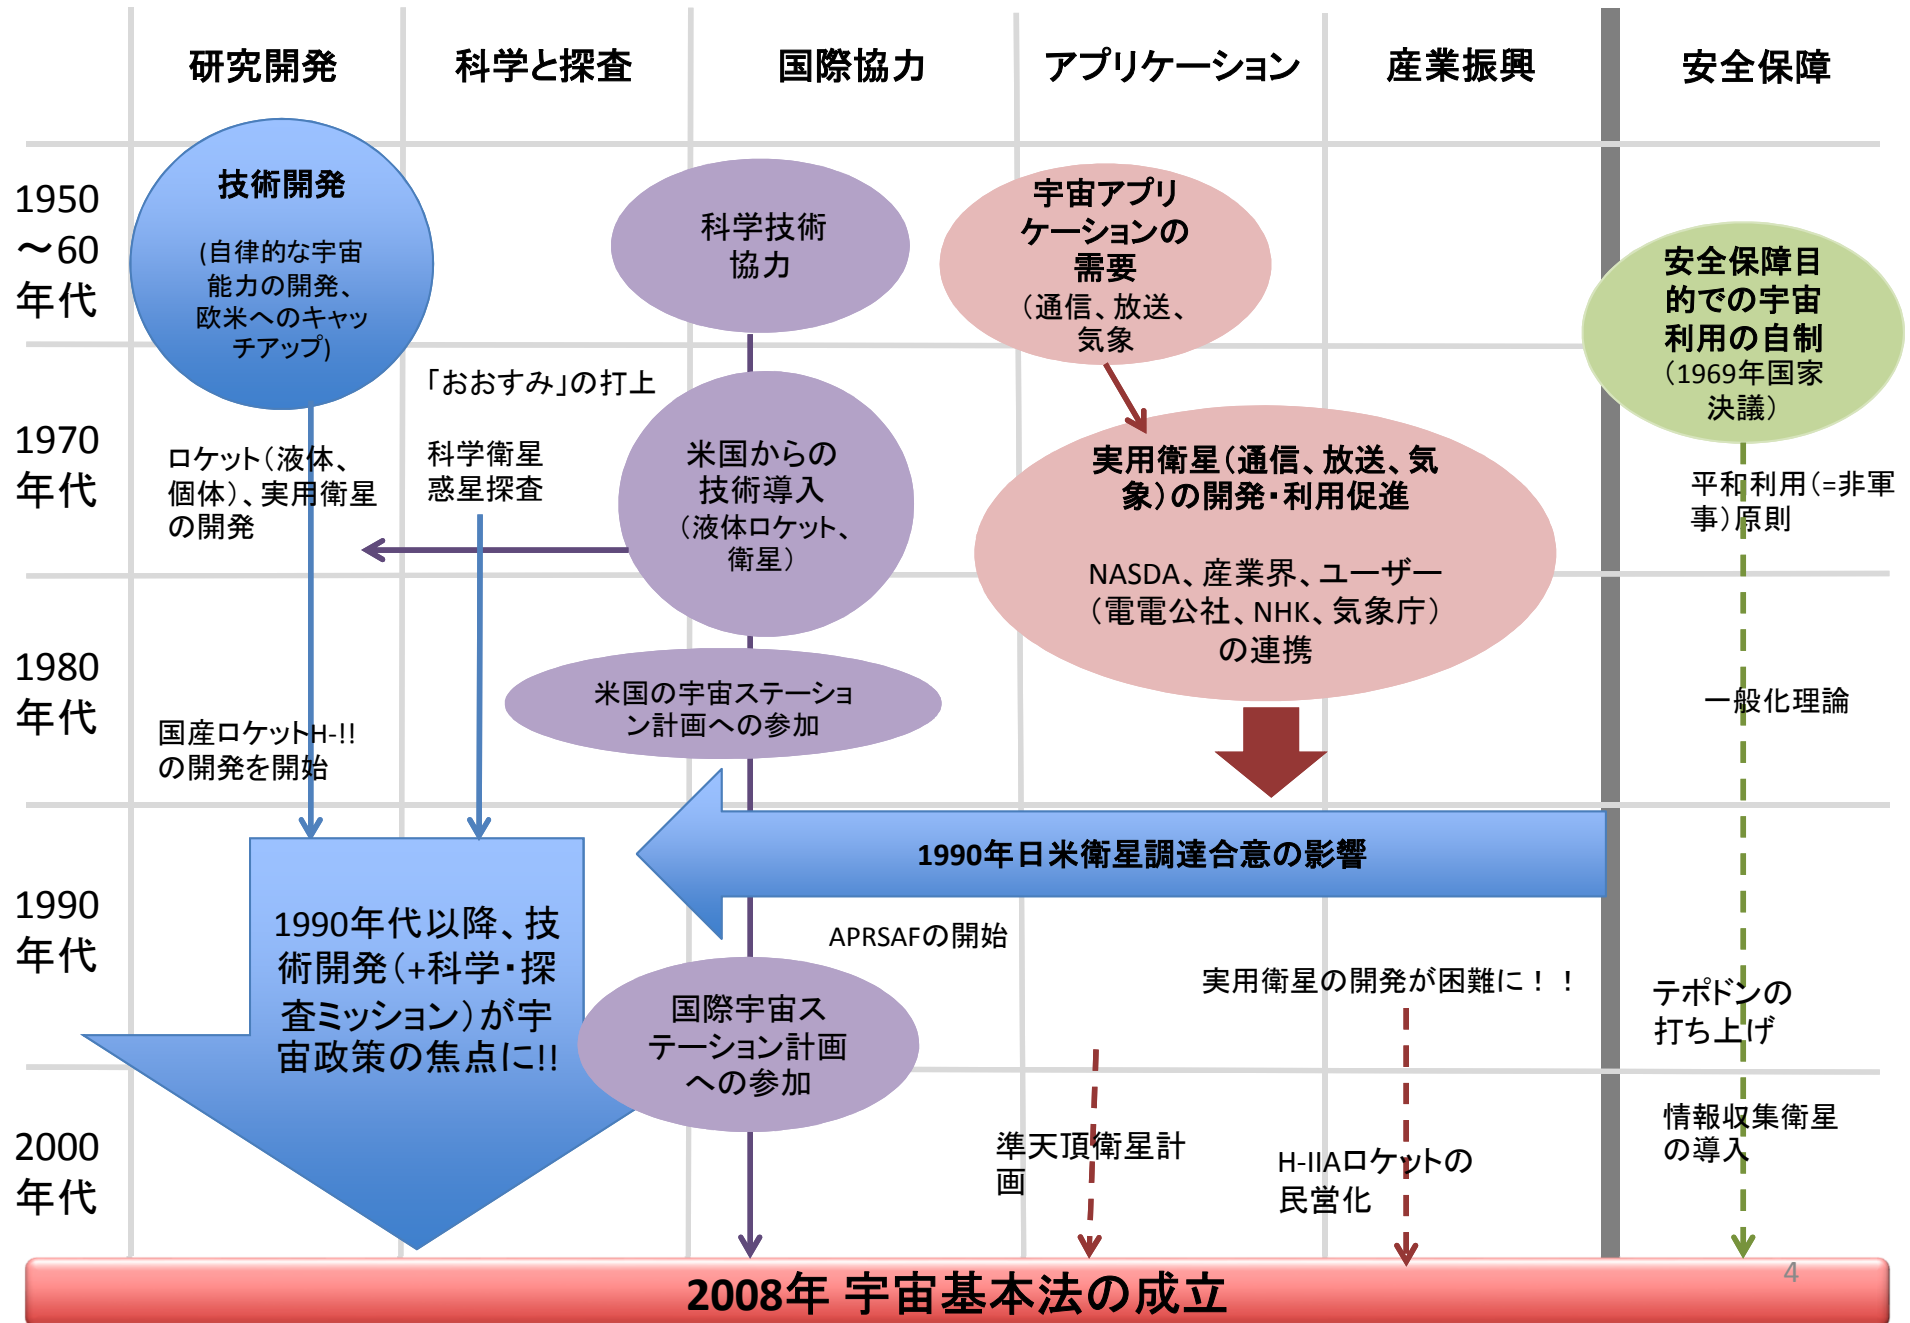 研究開発
科学と探査
国際協力
アプリケーション
産業振興
安全保障
1950
～60
年代
技術開発
(自律的な宇宙
能力の開発、
欧米へのキャッ
チアップ)
科学技術
協力
宇宙アプリ
ケーションの
需要
（通信、放送、
気象
安全保障目
的での宇宙
利用の自制
（1969年国家
決議）
1970
年代
ロケット（液体、
個体）、実用衛星
の開発
「おおすみ」の打上
科学衛星
惑星探査
米国からの
技術導入
（液体ロケット、
衛星）
実用衛星（通信、放送、気
象）の開発・利用促進
NASDA、産業界、ユーザー
（電電公社、NHK、気象庁）
の連携
平和利用（=非軍
事）原則
1980
年代
国産ロケットH-!!
の開発を開始
米国の宇宙ステーショ
ン計画への参加
一般化理論
1990
年代
1990年日米衛星調達合意の影響
1990年代以降、技
術開発（+科学・探
査ミッション）が宇
宙政策の焦点に!!
APRSAFの開始
国際宇宙ス
テーション計画
への参加
実用衛星の開発が困難に！！
テポドンの
打ち上げ
2000
年代
準天頂衛星計
画
H-IIAロケットの
民営化
情報収集衛星
の導入
2008年 宇宙基本法の成立
4